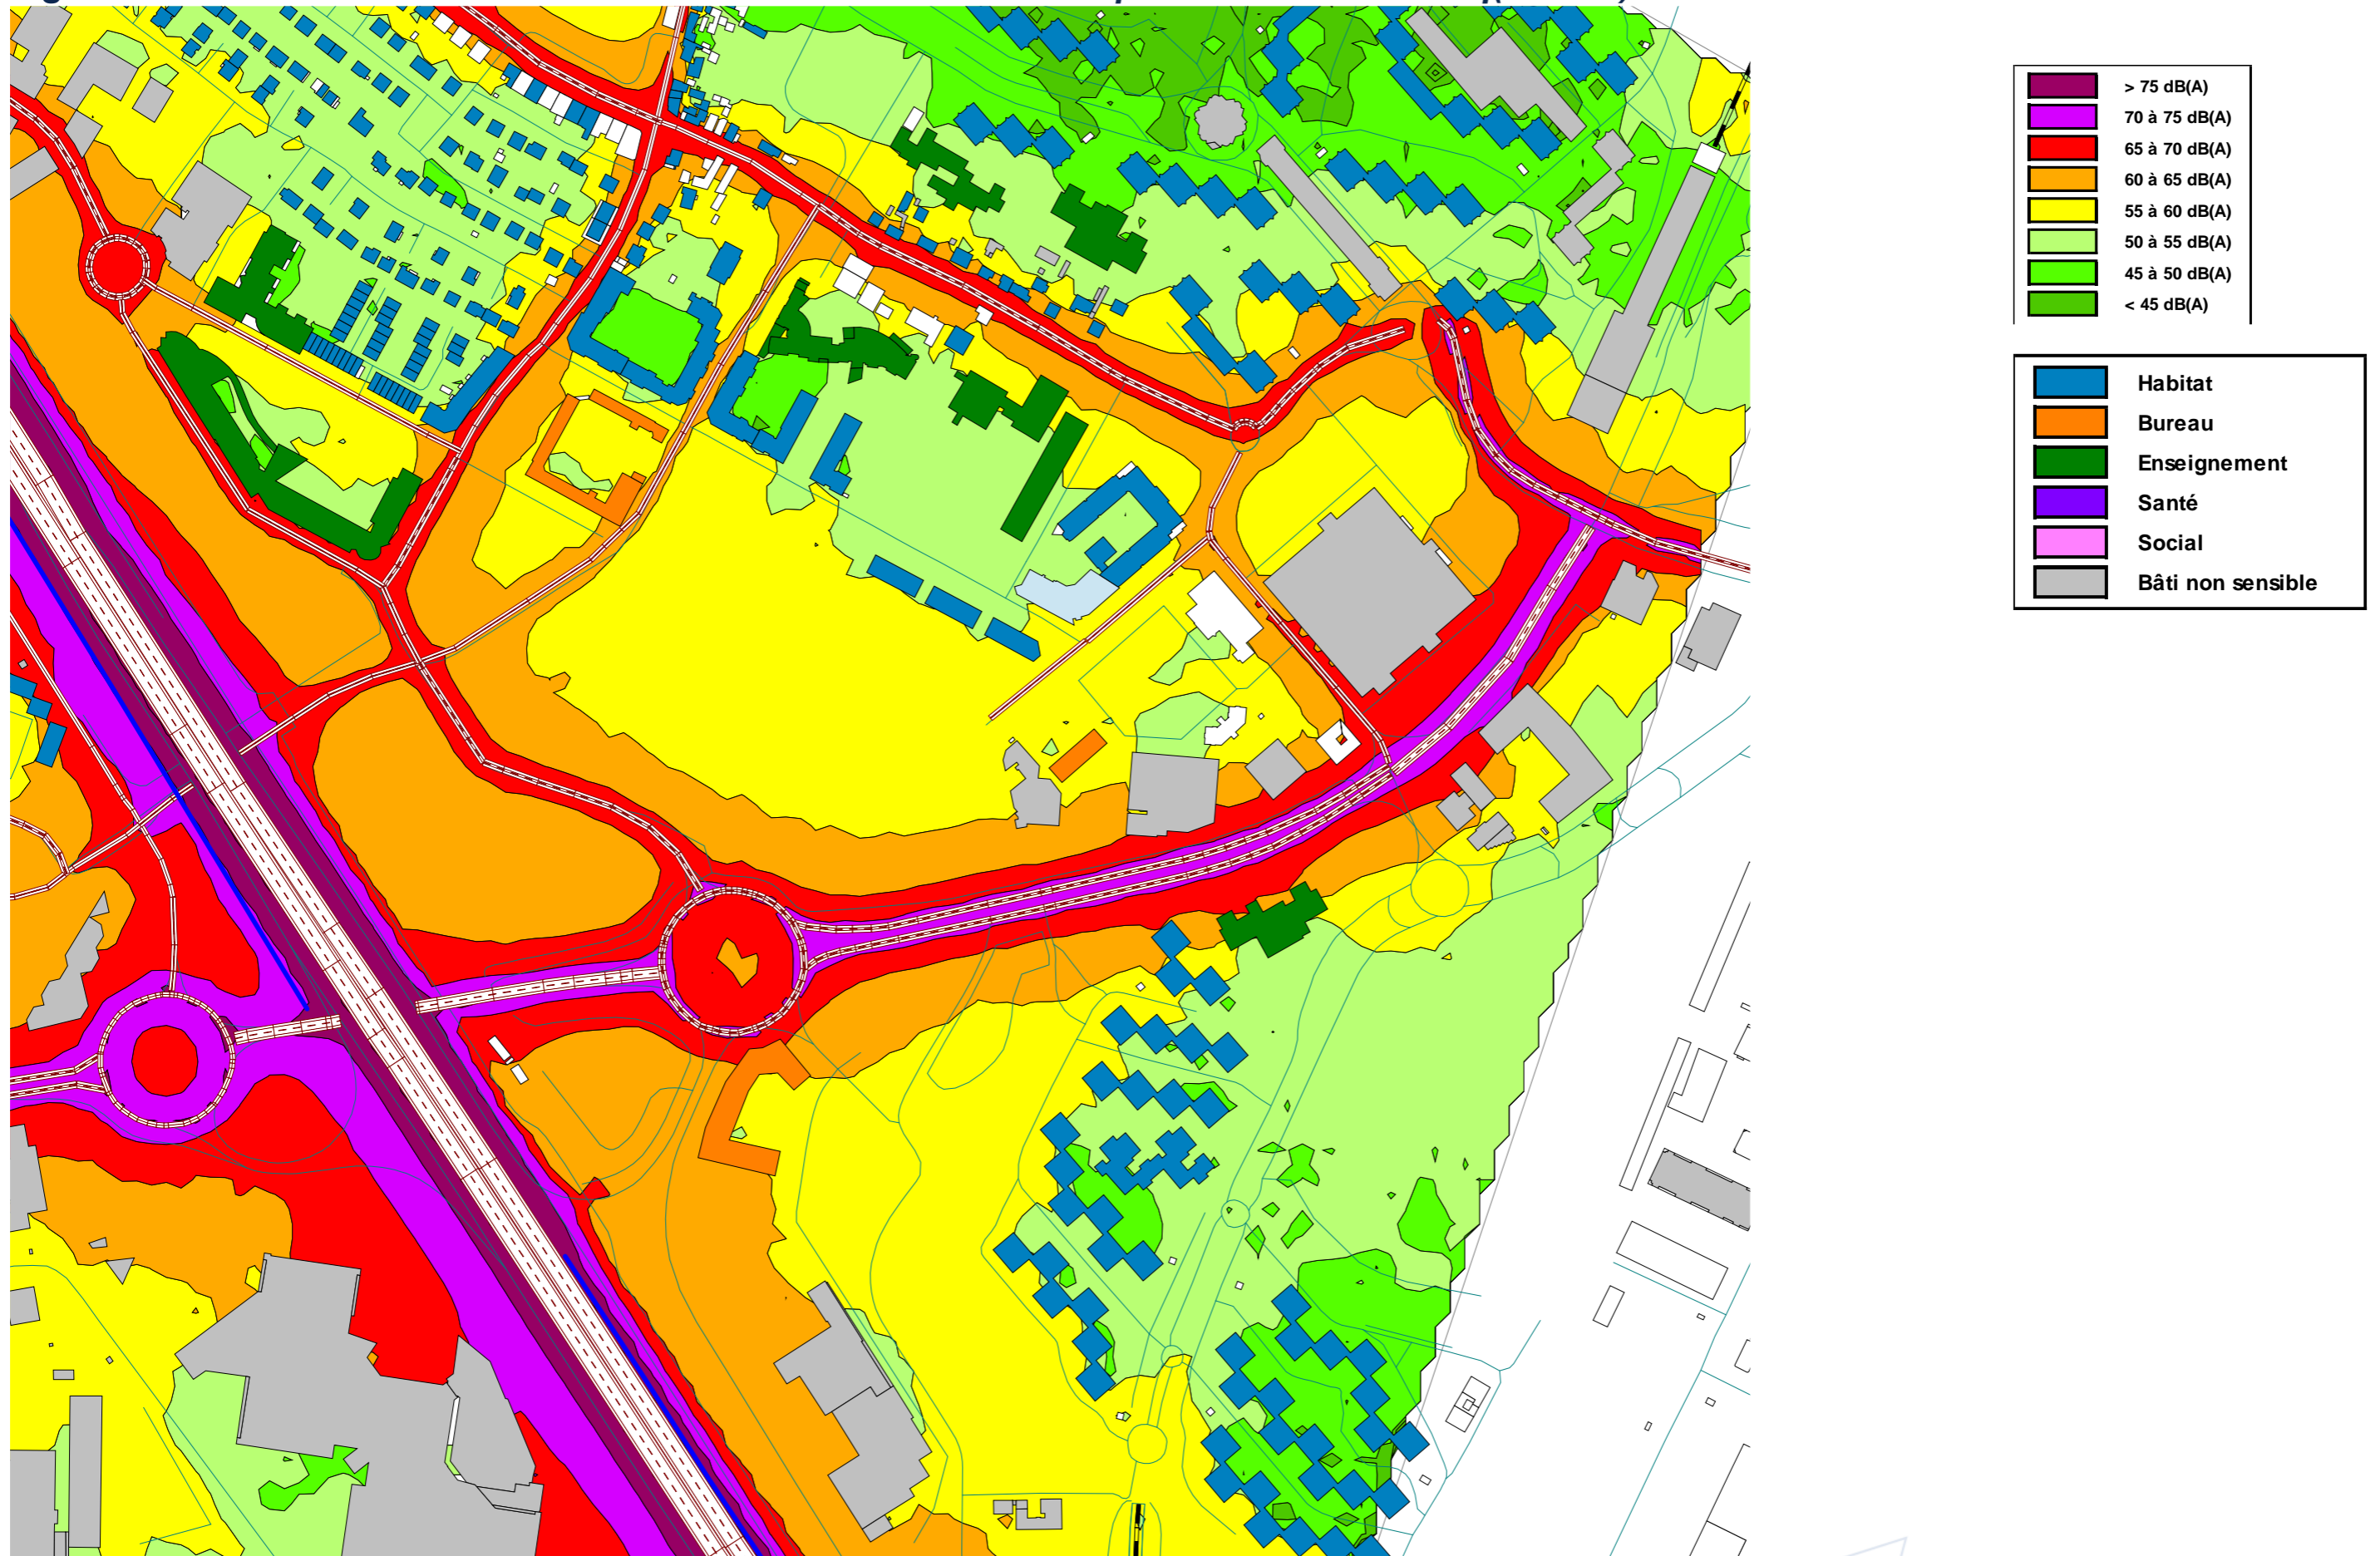 > 75 dB(A)
70 à 75 dB(A)
65 à 70 dB(A)
60 à 65 dB(A)
55 à 60 dB(A)
50 à 55 dB(A)
45 à 50 dB(A)
< 45 dB(A)
Habitat
Bureau
Enseignement
Santé
Social
Bâti non sensible